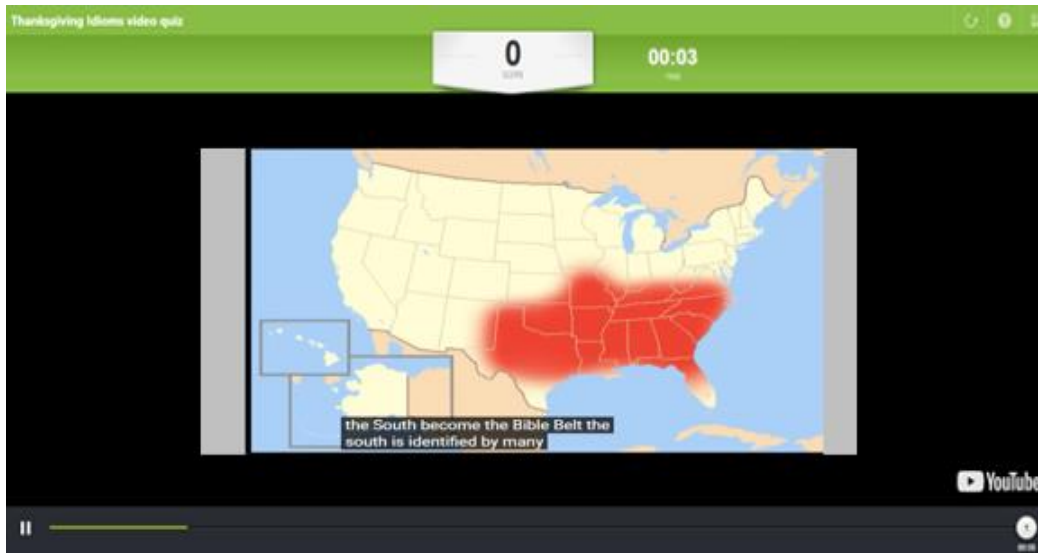 Thanksgiving Idioms video quiz
0
00:03
the South become the Bible Belt the
south is identified by many
YouTube